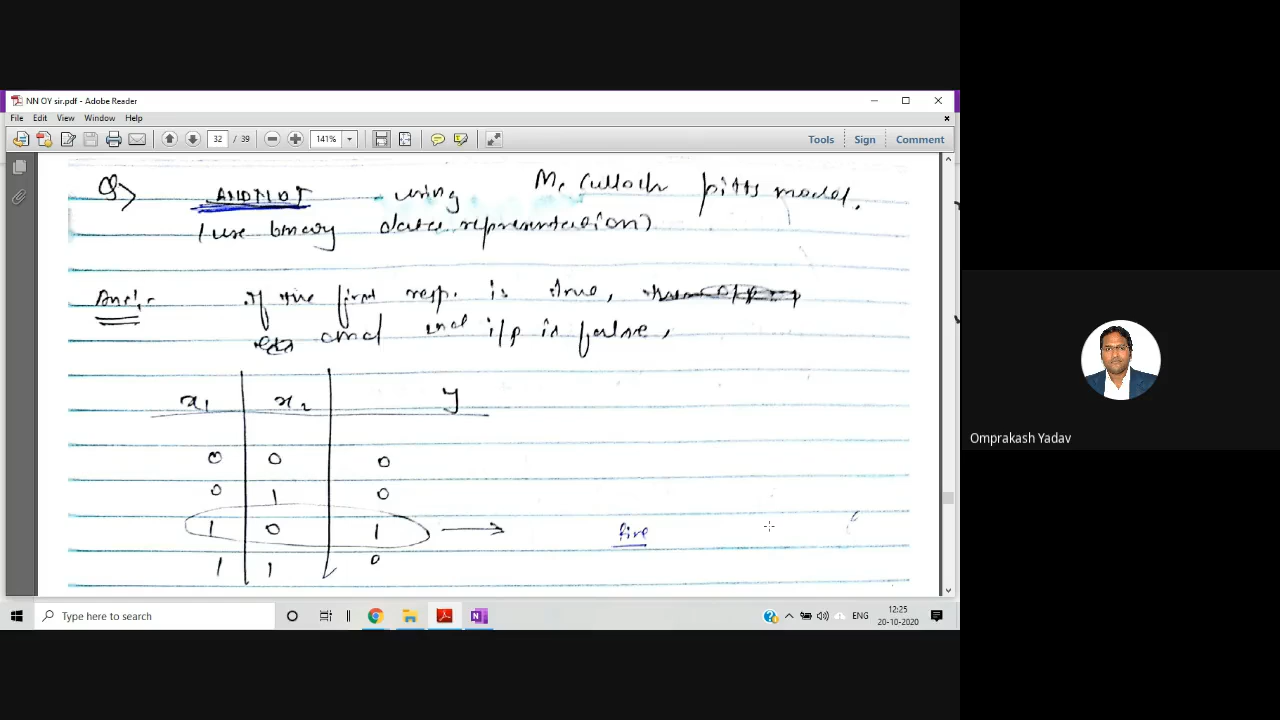 NN OY sir.pdf - Adobe Reader
File Edit View Window Help
32 / 39 141% Tools Sign Comment
Q> ANDNOT using Mc Culloch pitts model.
(use binary data representation)
Ans:- If the first resp. is true,
and 2nd i/p is false,
x1 x2 y
0 0 0
0 1 0
1 0 1 → fire
1 1 0
Type here to search
ENG
12:25
20-10-2020
Omprakash Yadav